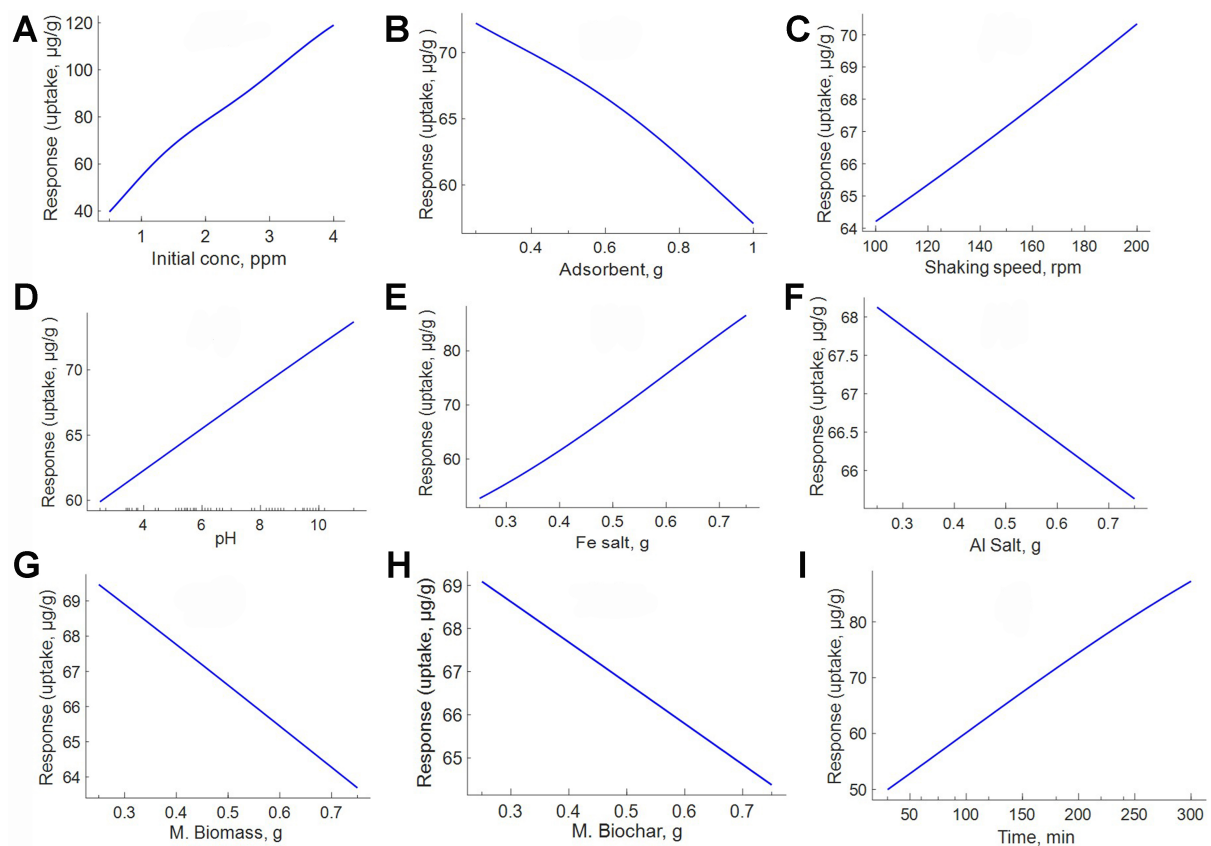 A
Response (uptake, µg/g)
120
100
80
60
40
1 2 3 4
Initial conc, ppm
B
Response (uptake, µg/g )
70
65
60
0.4 0.6 0.8 1
Adsorbent, g
C
Response (uptake, µg/g )
70
69
68
67
66
65
64
100 120 140 160 180 200
Shaking speed, rpm
D
Response (uptake, µg/g )
70
65
60
4 6 8 10
pH
E
Response (uptake, µg/g )
80
70
60
0.3 0.4 0.5 0.6 0.7
Fe salt, g
F
Response (uptake, µg/g )
68
67.5
67
66.5
66
0.3 0.4 0.5 0.6 0.7
Al Salt, g
G
Response (uptake, µg/g)
69
68
67
66
65
64
0.3 0.4 0.5 0.6 0.7
M. Biomass, g
H
Response (uptake, µg/g)
69
68
67
66
65
0.3 0.4 0.5 0.6 0.7
M. Biochar, g
I
Response (uptake, µg/g)
80
70
60
50
50 100 150 200 250 300
Time, min